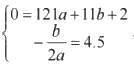 0 = 121a + 11b + 2
-b/2a = 4.5 ,